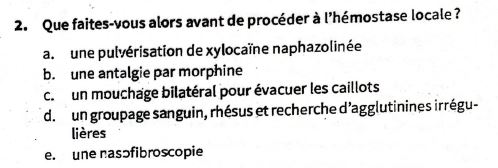 2. Que faites-vous alors avant de procéder à l'hémostase locale ?
a. une pulvérisation de xylocaïne naphazolinée
b. une antalgie par morphine
c. un mouchage bilatéral pour évacuer les caillots
d. un groupage sanguin, rhésus et recherche d'agglutinines irrégu-
lières
e. une nasofibroscopie